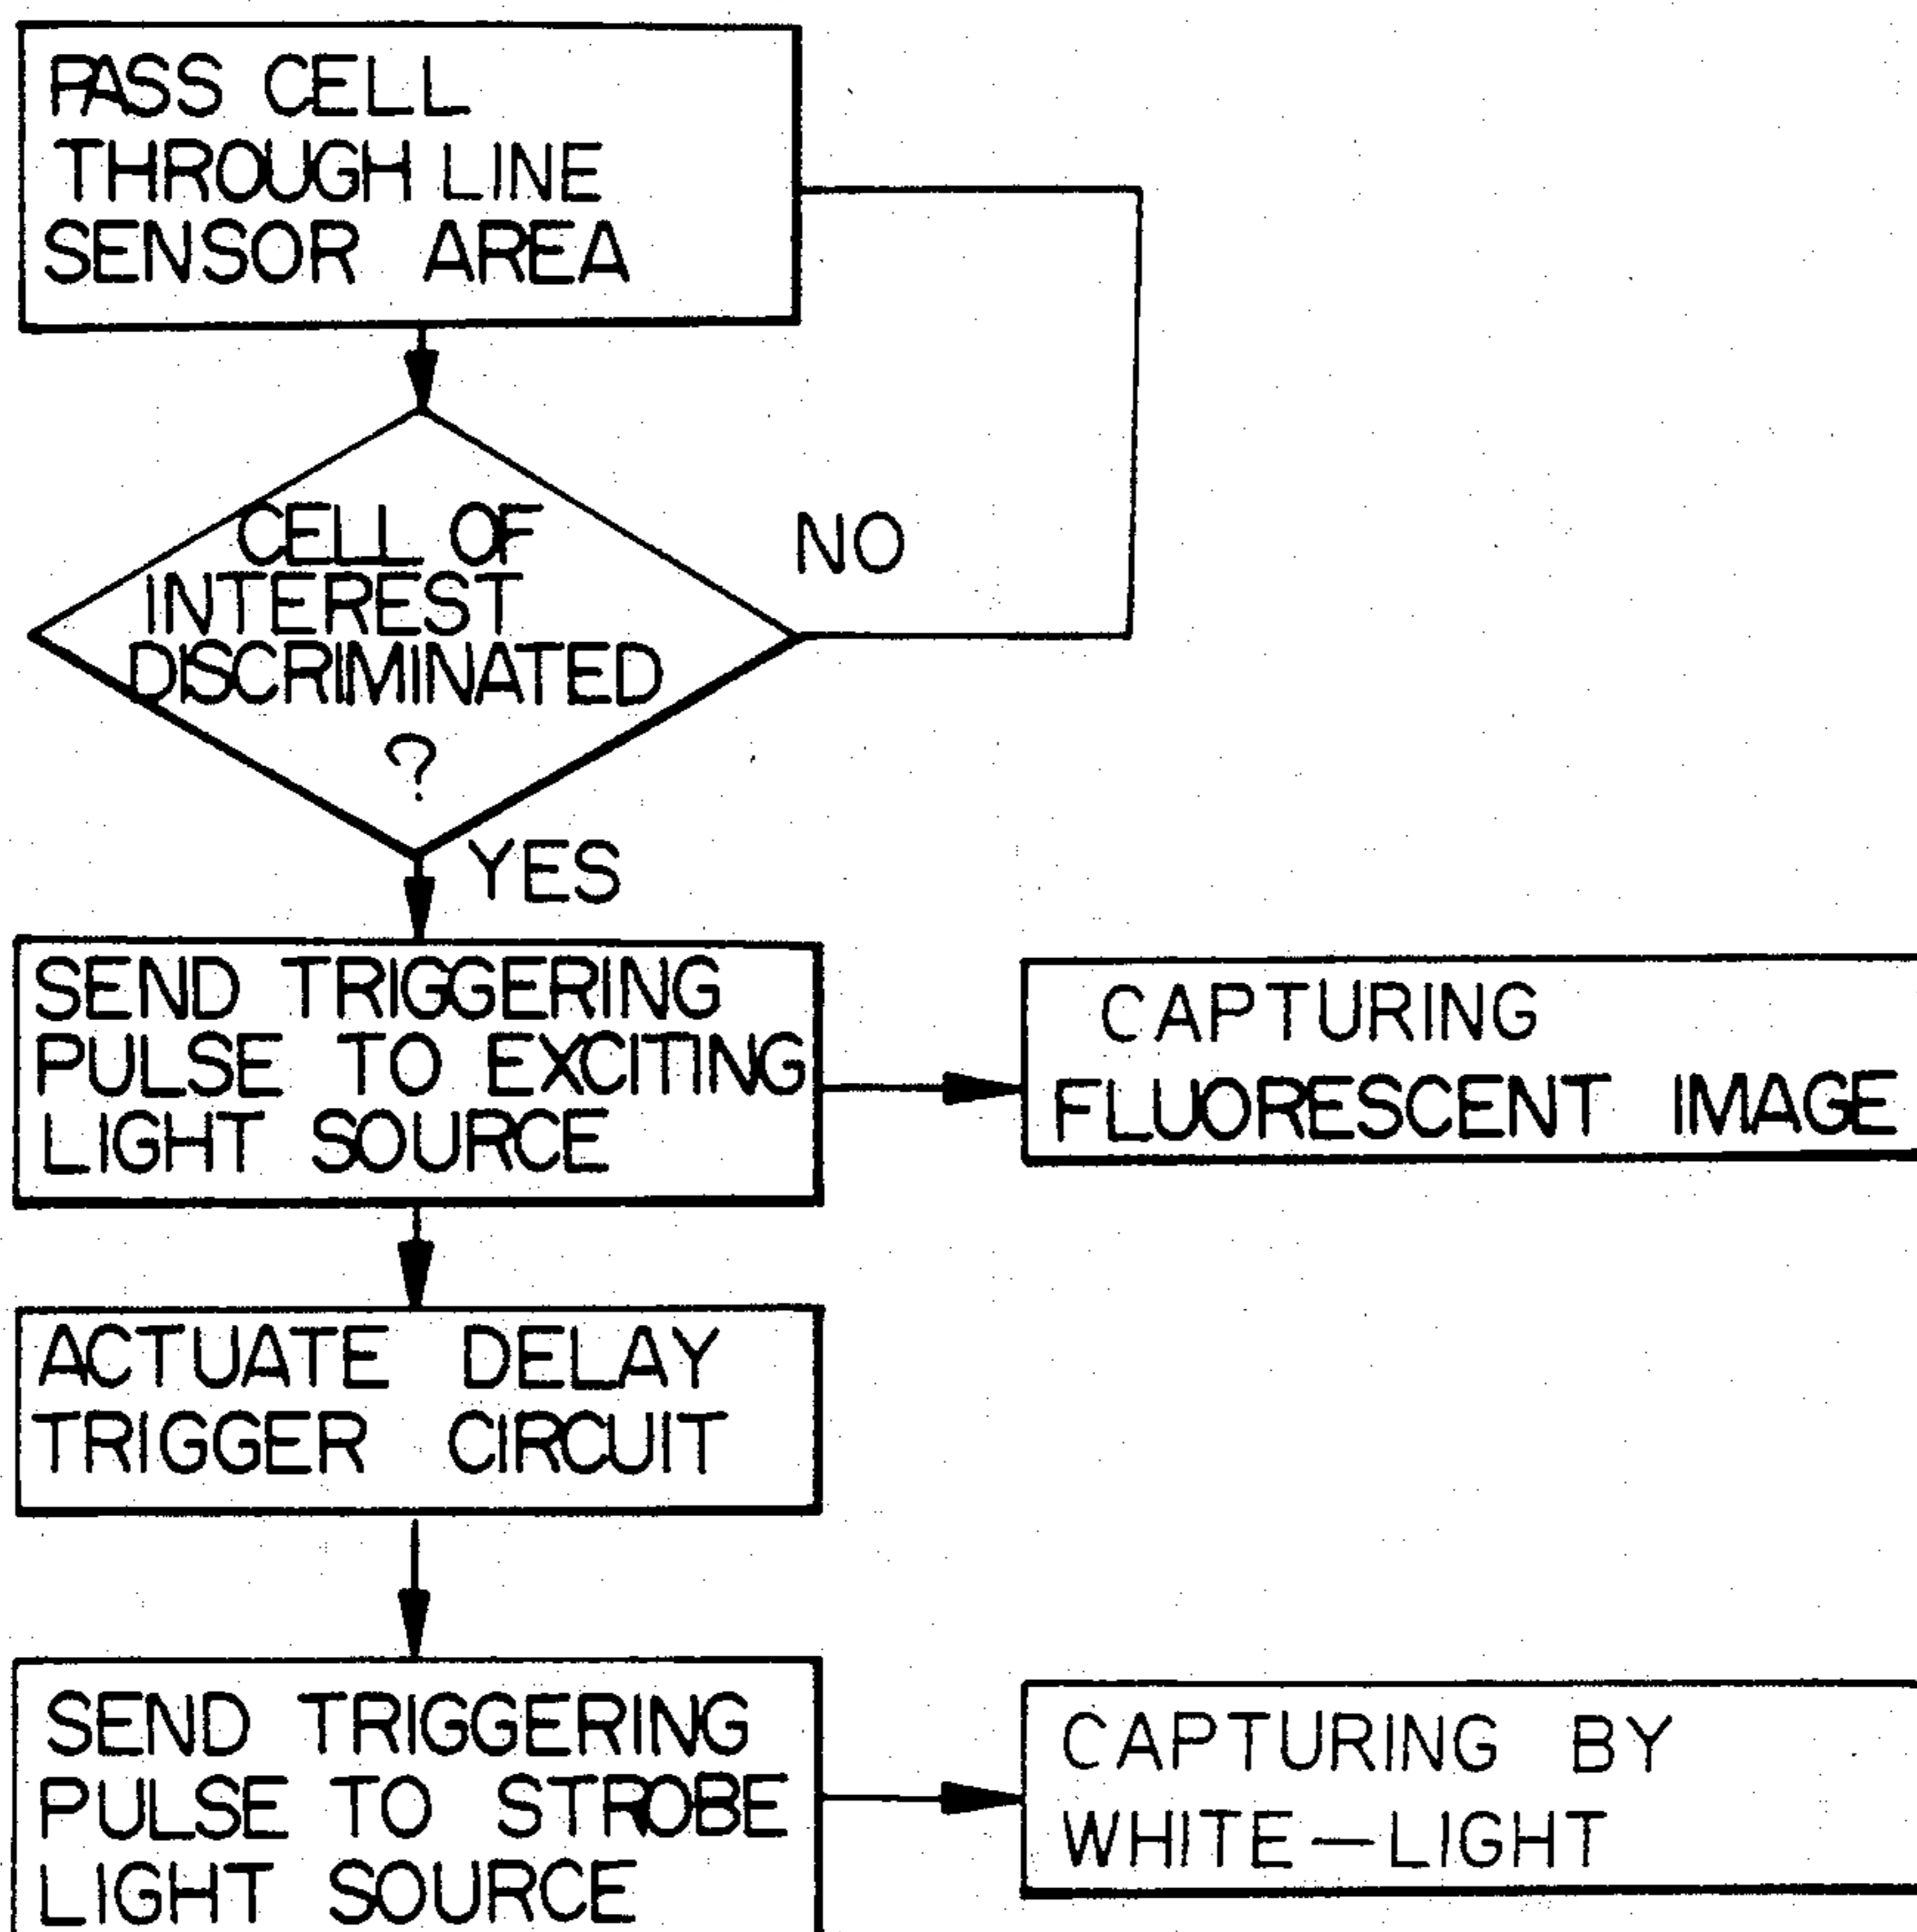 PASS CELL
THROUGH LINE
SENSOR AREA
CELL OF
INTEREST
DISCRIMINATED
?
NO
YES
SEND TRIGGERING
PULSE TO EXCITING
LIGHT SOURCE
CAPTURING
FLUORESCENT IMAGE
ACTUATE DELAY
TRIGGER CIRCUIT
SEND TRIGGERING
PULSE TO STROBE
LIGHT SOURCE
CAPTURING BY
WHITE—LIGHT